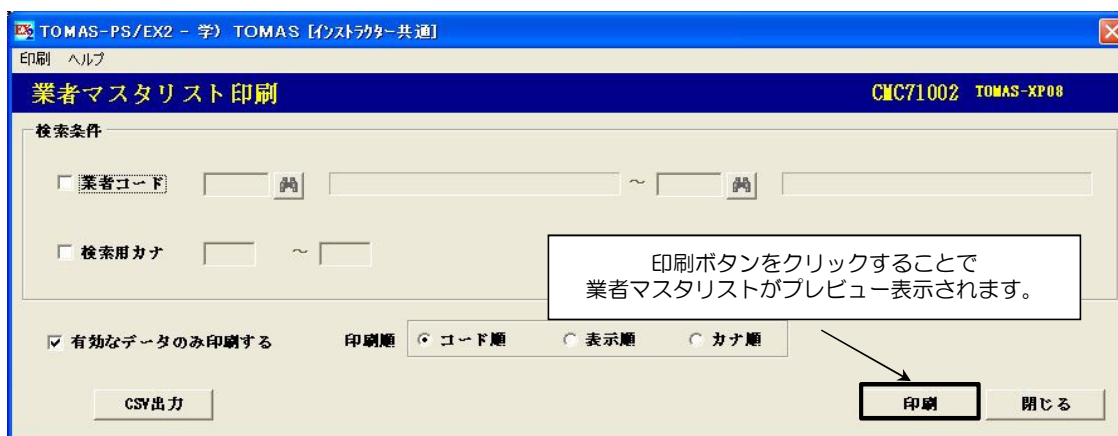 TOMAS-PS/EX2 - 学) TOMAS [インストラクター共通]
印刷 ヘルプ
業者マスタリスト印刷 CMC71002 TOMAS-XP08
検索条件
業者コード ～
検索用カナ ～
印刷ボタンをクリックすることで
業者マスタリストがプレビュー表示されます。
有効なデータのみ印刷する 印刷順 コード順 表示順 カナ順
CSV出力 印刷 閉じる